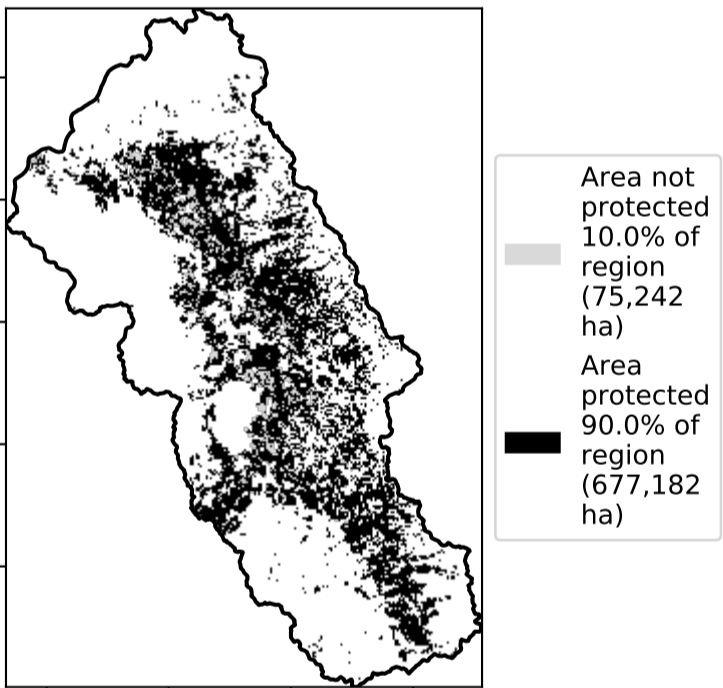 Area not
protected
10.0% of
region
(75,242
ha)
Area
protected
90.0% of
region
(677,182
ha)